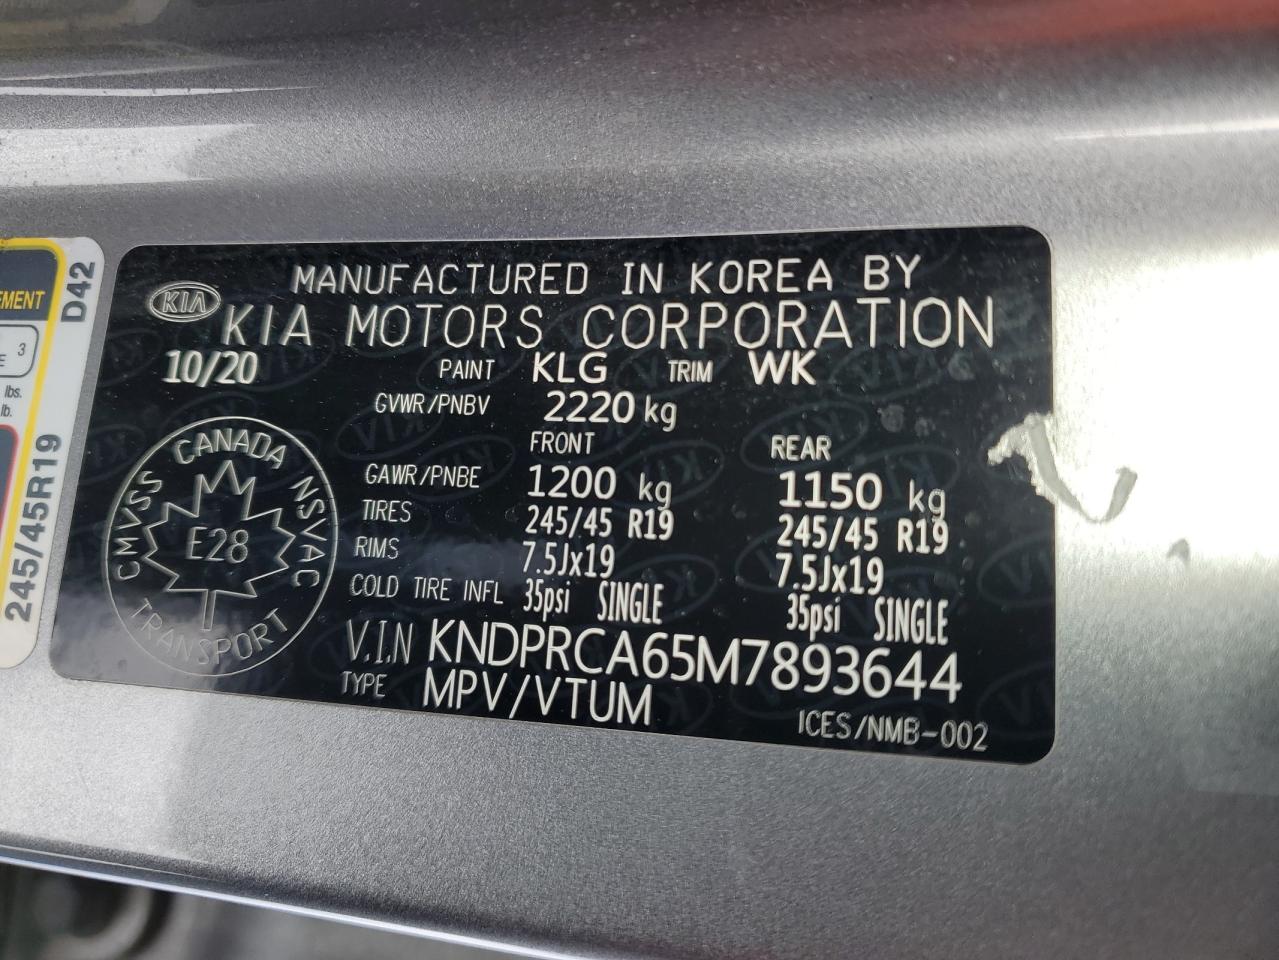 MANUFACTURED IN KOREA BY
KIA KIA MOTORS CORPORATION
10/20 PAINT KLG TRIM WK
GVWR/PNBV 2220 kg
FRONT REAR
GAWR/PNBE 1200 kg 1150 kg
TIRES 245/45 R19 245/45 R19
RIMS 7.5Jx19 7.5Jx19
COLD TIRE INFL 35psi SINGLE 35psi SINGLE
V.I.N KNDPRCA65M7893644
TYPE MPV/VTUM
ICES/NMB-002
CANADA
CMVSS NSVAC
E28
TRANSPORT
EMENT
3
lbs.
lb.
D42
245/45R19